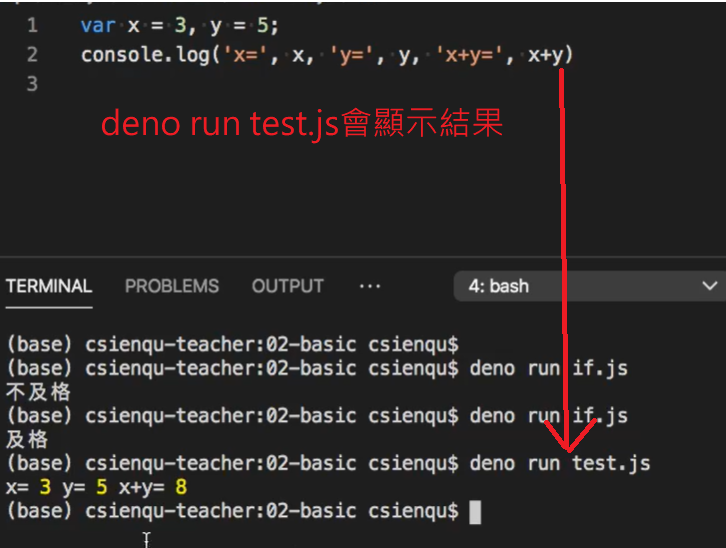 1 var x = 3, y = 5;
2 console.log('x=', x, 'y=', y, 'x+y=', x+y)
3
deno run test.js會顯示結果
TERMINAL PROBLEMS OUTPUT ··· 4: bash
(base) csienqu-teacher:02-basic csienqu$
(base) csienqu-teacher:02-basic csienqu$ deno run if.js
不及格
(base) csienqu-teacher:02-basic csienqu$ deno run if.js
及格
(base) csienqu-teacher:02-basic csienqu$ deno run test.js
x= 3 y= 5 x+y= 8
(base) csienqu-teacher:02-basic csienqu$